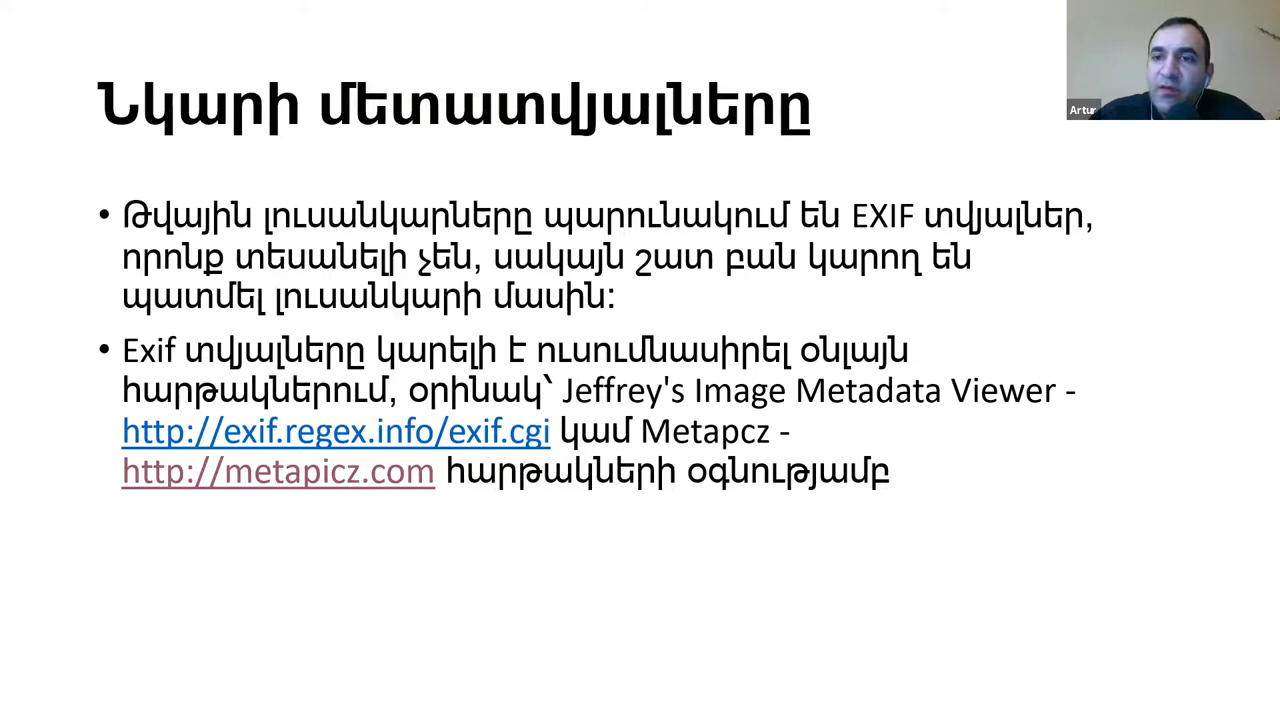 Նկարի մետատվյալները
Artur
• Թվային լուսանկարները պարունակում են EXIF տվյալներ,
որոնք տեսանելի չեն, սակայն շատ բան կարող են
պատմել լուսանկարի մասին:
• Exif տվյալները կարելի է ուսումնասիրել օնլայն
հարթակներում, օրինակ՝ Jeffrey's Image Metadata Viewer -
http://exif.regex.info/exif.cgi կամ Metapcz -
http://metapicz.com հարթակների օգնությամբ